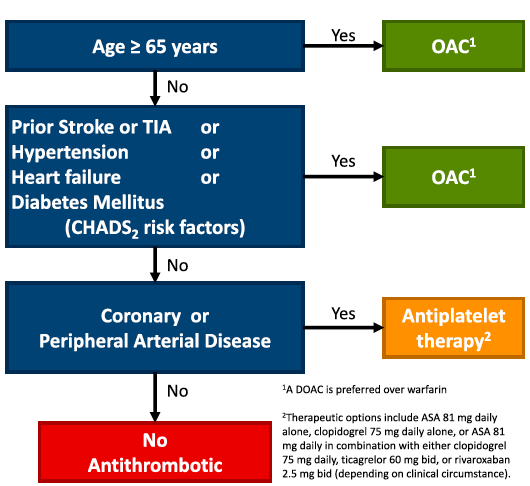 Age ≥ 65 years
Yes
OAC¹
No
Prior Stroke or TIA or
Hypertension or
Heart failure or
Diabetes Mellitus
(CHADS₂ risk factors)
Yes
OAC¹
No
Coronary or
Peripheral Arterial Disease
Yes
Antiplatelet
therapy²
No
No
Antithrombotic
¹A DOAC is preferred over warfarin
²Therapeutic options include ASA 81 mg daily
alone, clopidogrel 75 mg daily alone, or ASA 81
mg daily in combination with either clopidogrel
75 mg daily, ticagrelor 60 mg bid, or rivaroxaban
2.5 mg bid (depending on clinical circumstance).